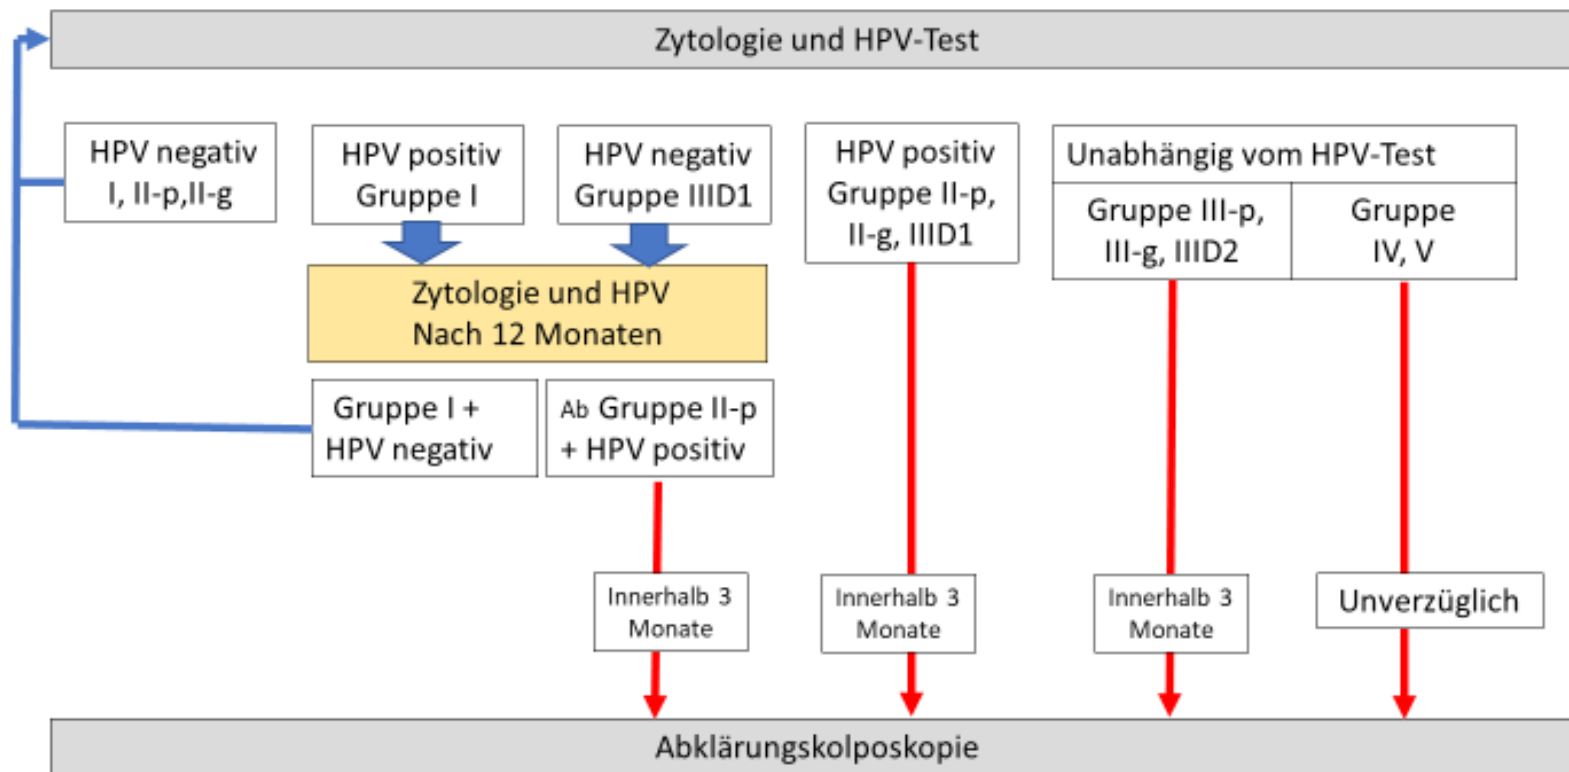 Zytologie und HPV-Test
HPV negativ
I, II-p,II-g
HPV positiv
Gruppe I
HPV negativ
Gruppe IIID1
HPV positiv
Gruppe II-p,
II-g, IIID1
Unabhängig vom HPV-Test
Gruppe III-p,
III-g, IIID2
Gruppe
IV, V
Zytologie und HPV
Nach 12 Monaten
Gruppe I +
HPV negativ
Ab Gruppe II-p
+ HPV positiv
Innerhalb 3
Monate
Innerhalb 3
Monate
Innerhalb 3
Monate
Unverzüglich
Abklärungskolposkopie